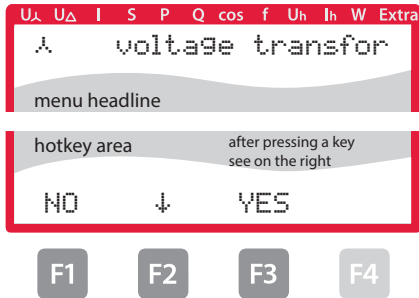 U⅄ U△ I S P Q cos f Uh Ih W Extra
⅄ voltage transfor
menu headline
hotkey area
after pressing a key
see on the right
NO ↓ YES
F1 F2 F3 F4